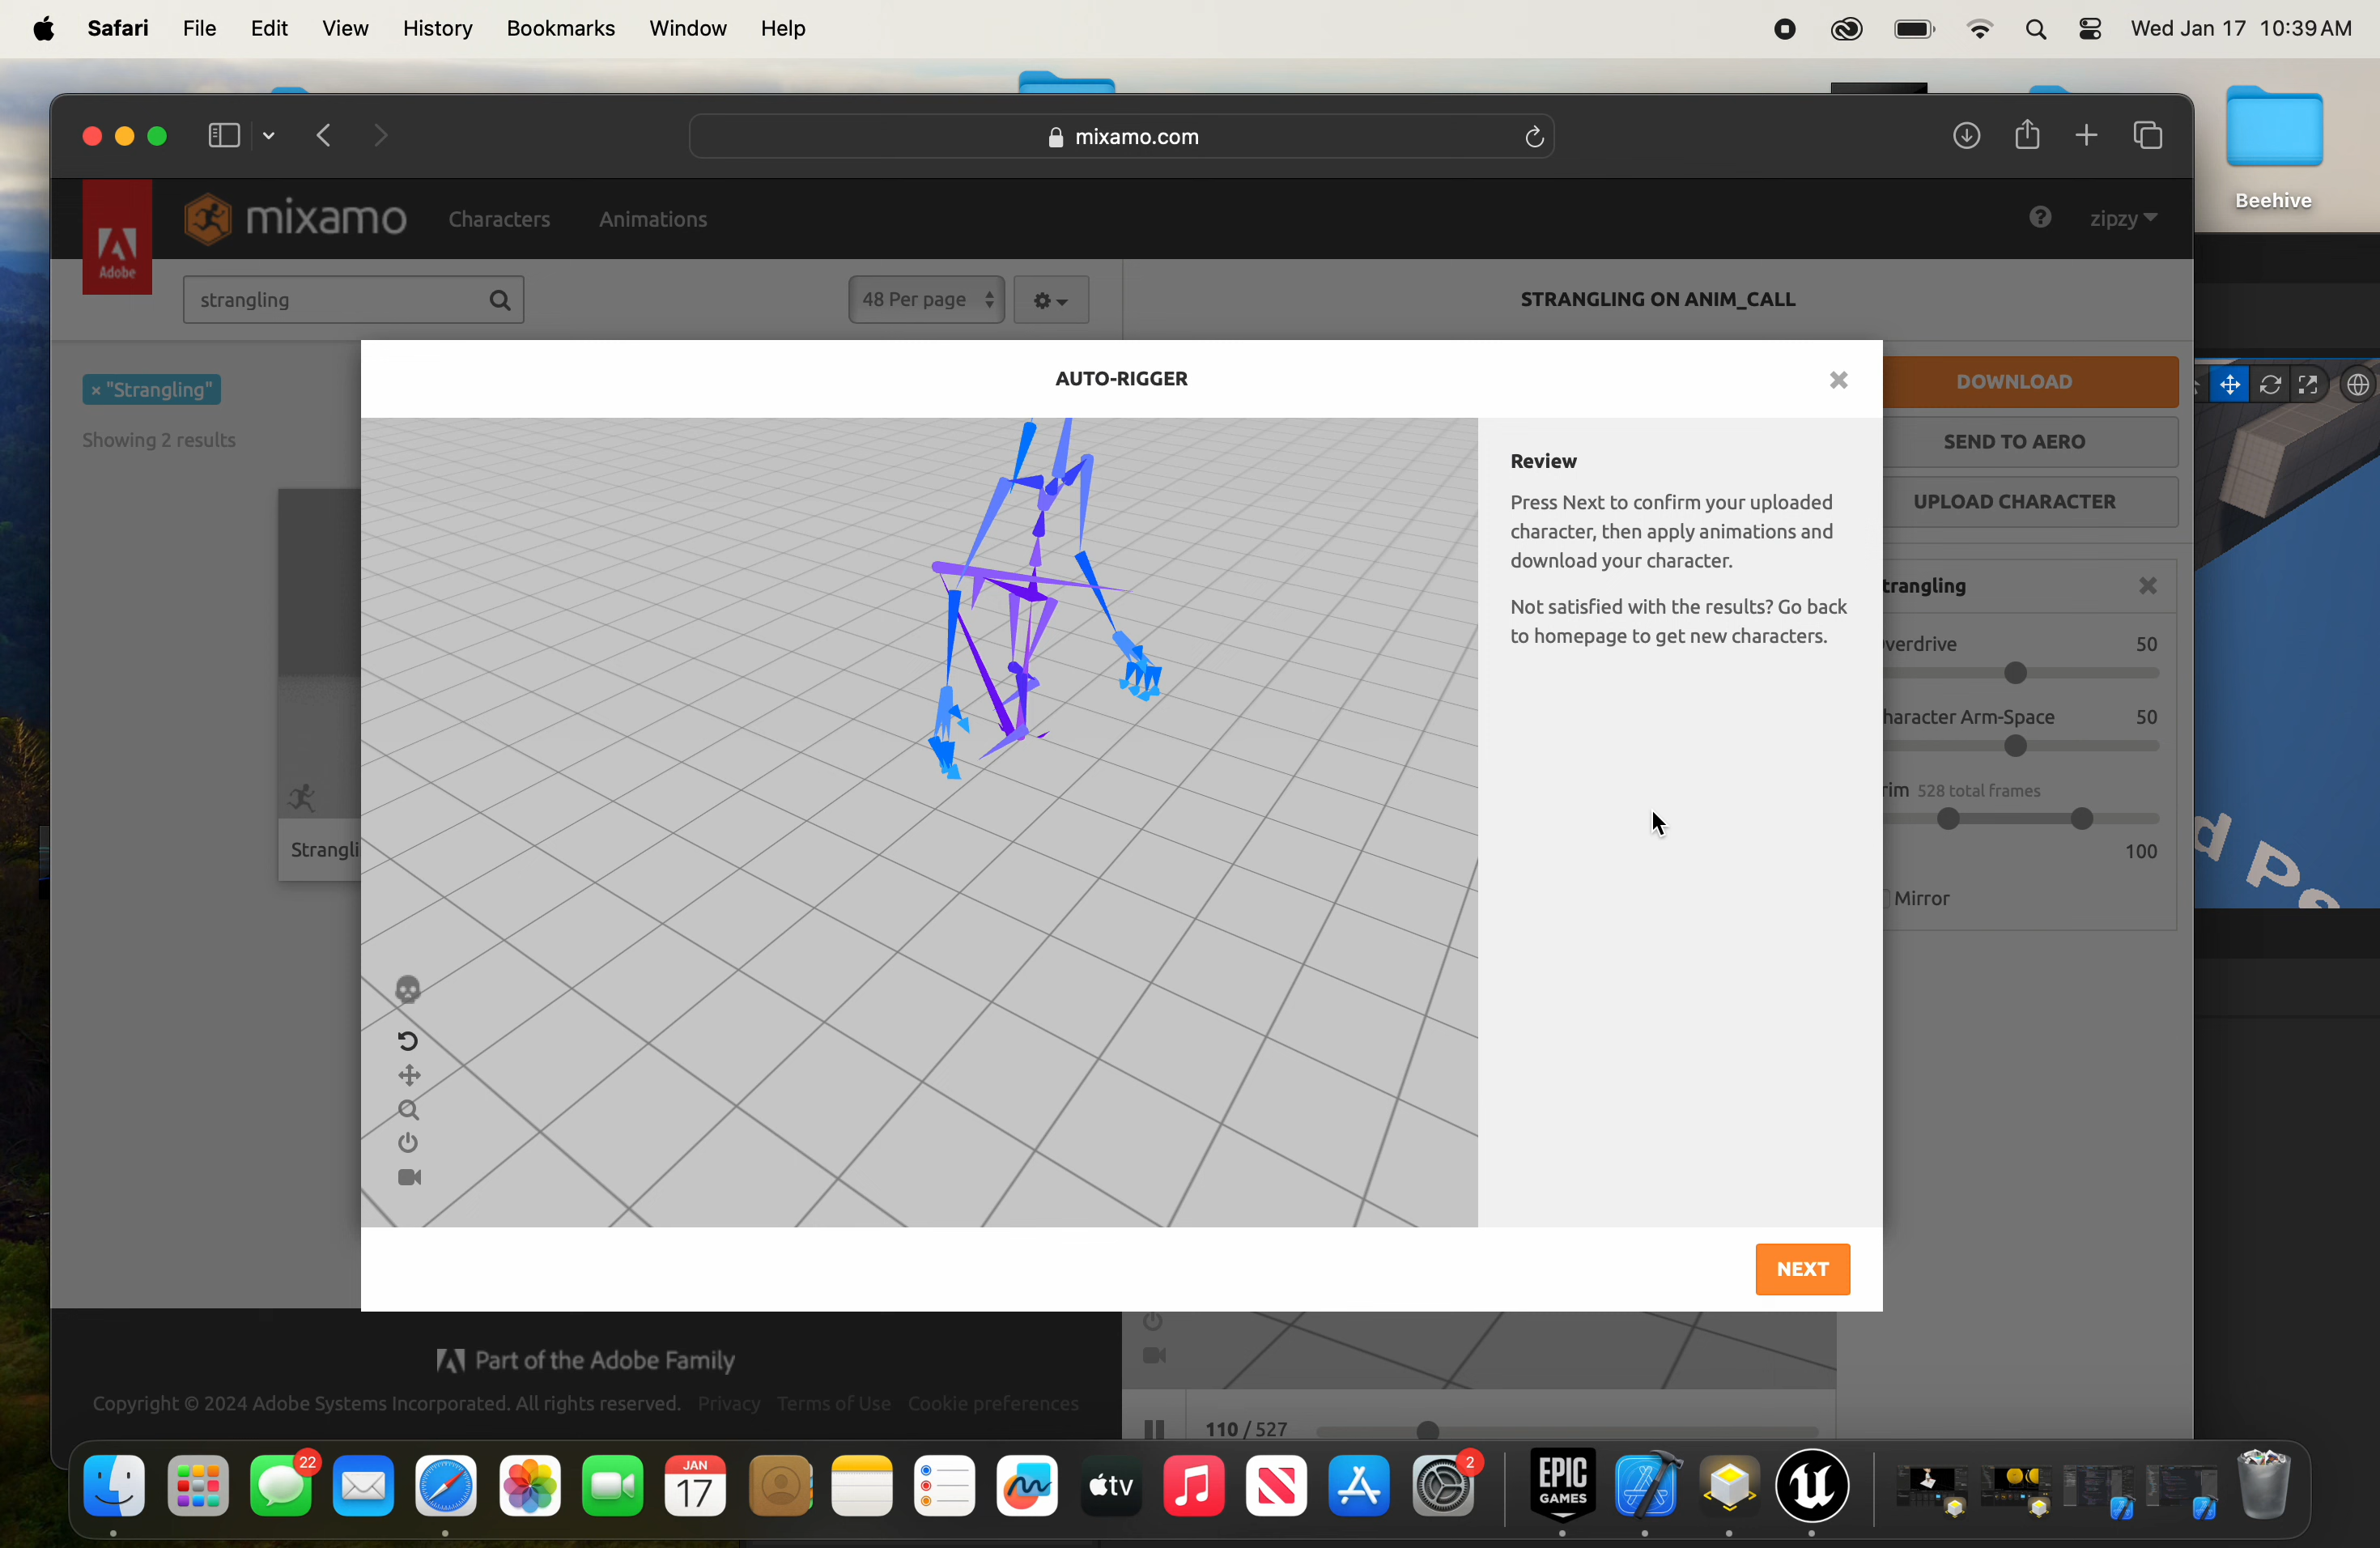 Safari File Edit View History Bookmarks Window Help Wed Jan 17 10:39 AM
mixamo.com
Beehive
Adobe
mixamo Characters Animations zipzy
strangling 48 Per page STRANGLING ON ANIM_CALL
× "Strangling"
Showing 2 results
AUTO-RIGGER
DOWNLOAD
SEND TO AERO
UPLOAD CHARACTER
Review
Press Next to confirm your uploaded
character, then apply animations and
download your character.
Not satisfied with the results? Go back
to homepage to get new characters.
trangling
verdrive 50
haracter Arm-Space 50
rim 528 total frames
100
Mirror
Strangli
NEXT
Part of the Adobe Family
Copyright © 2024 Adobe Systems Incorporated. All rights reserved. Privacy Terms of Use Cookie preferences
110 / 527
22
JAN
17
tv
2
EPIC
GAMES